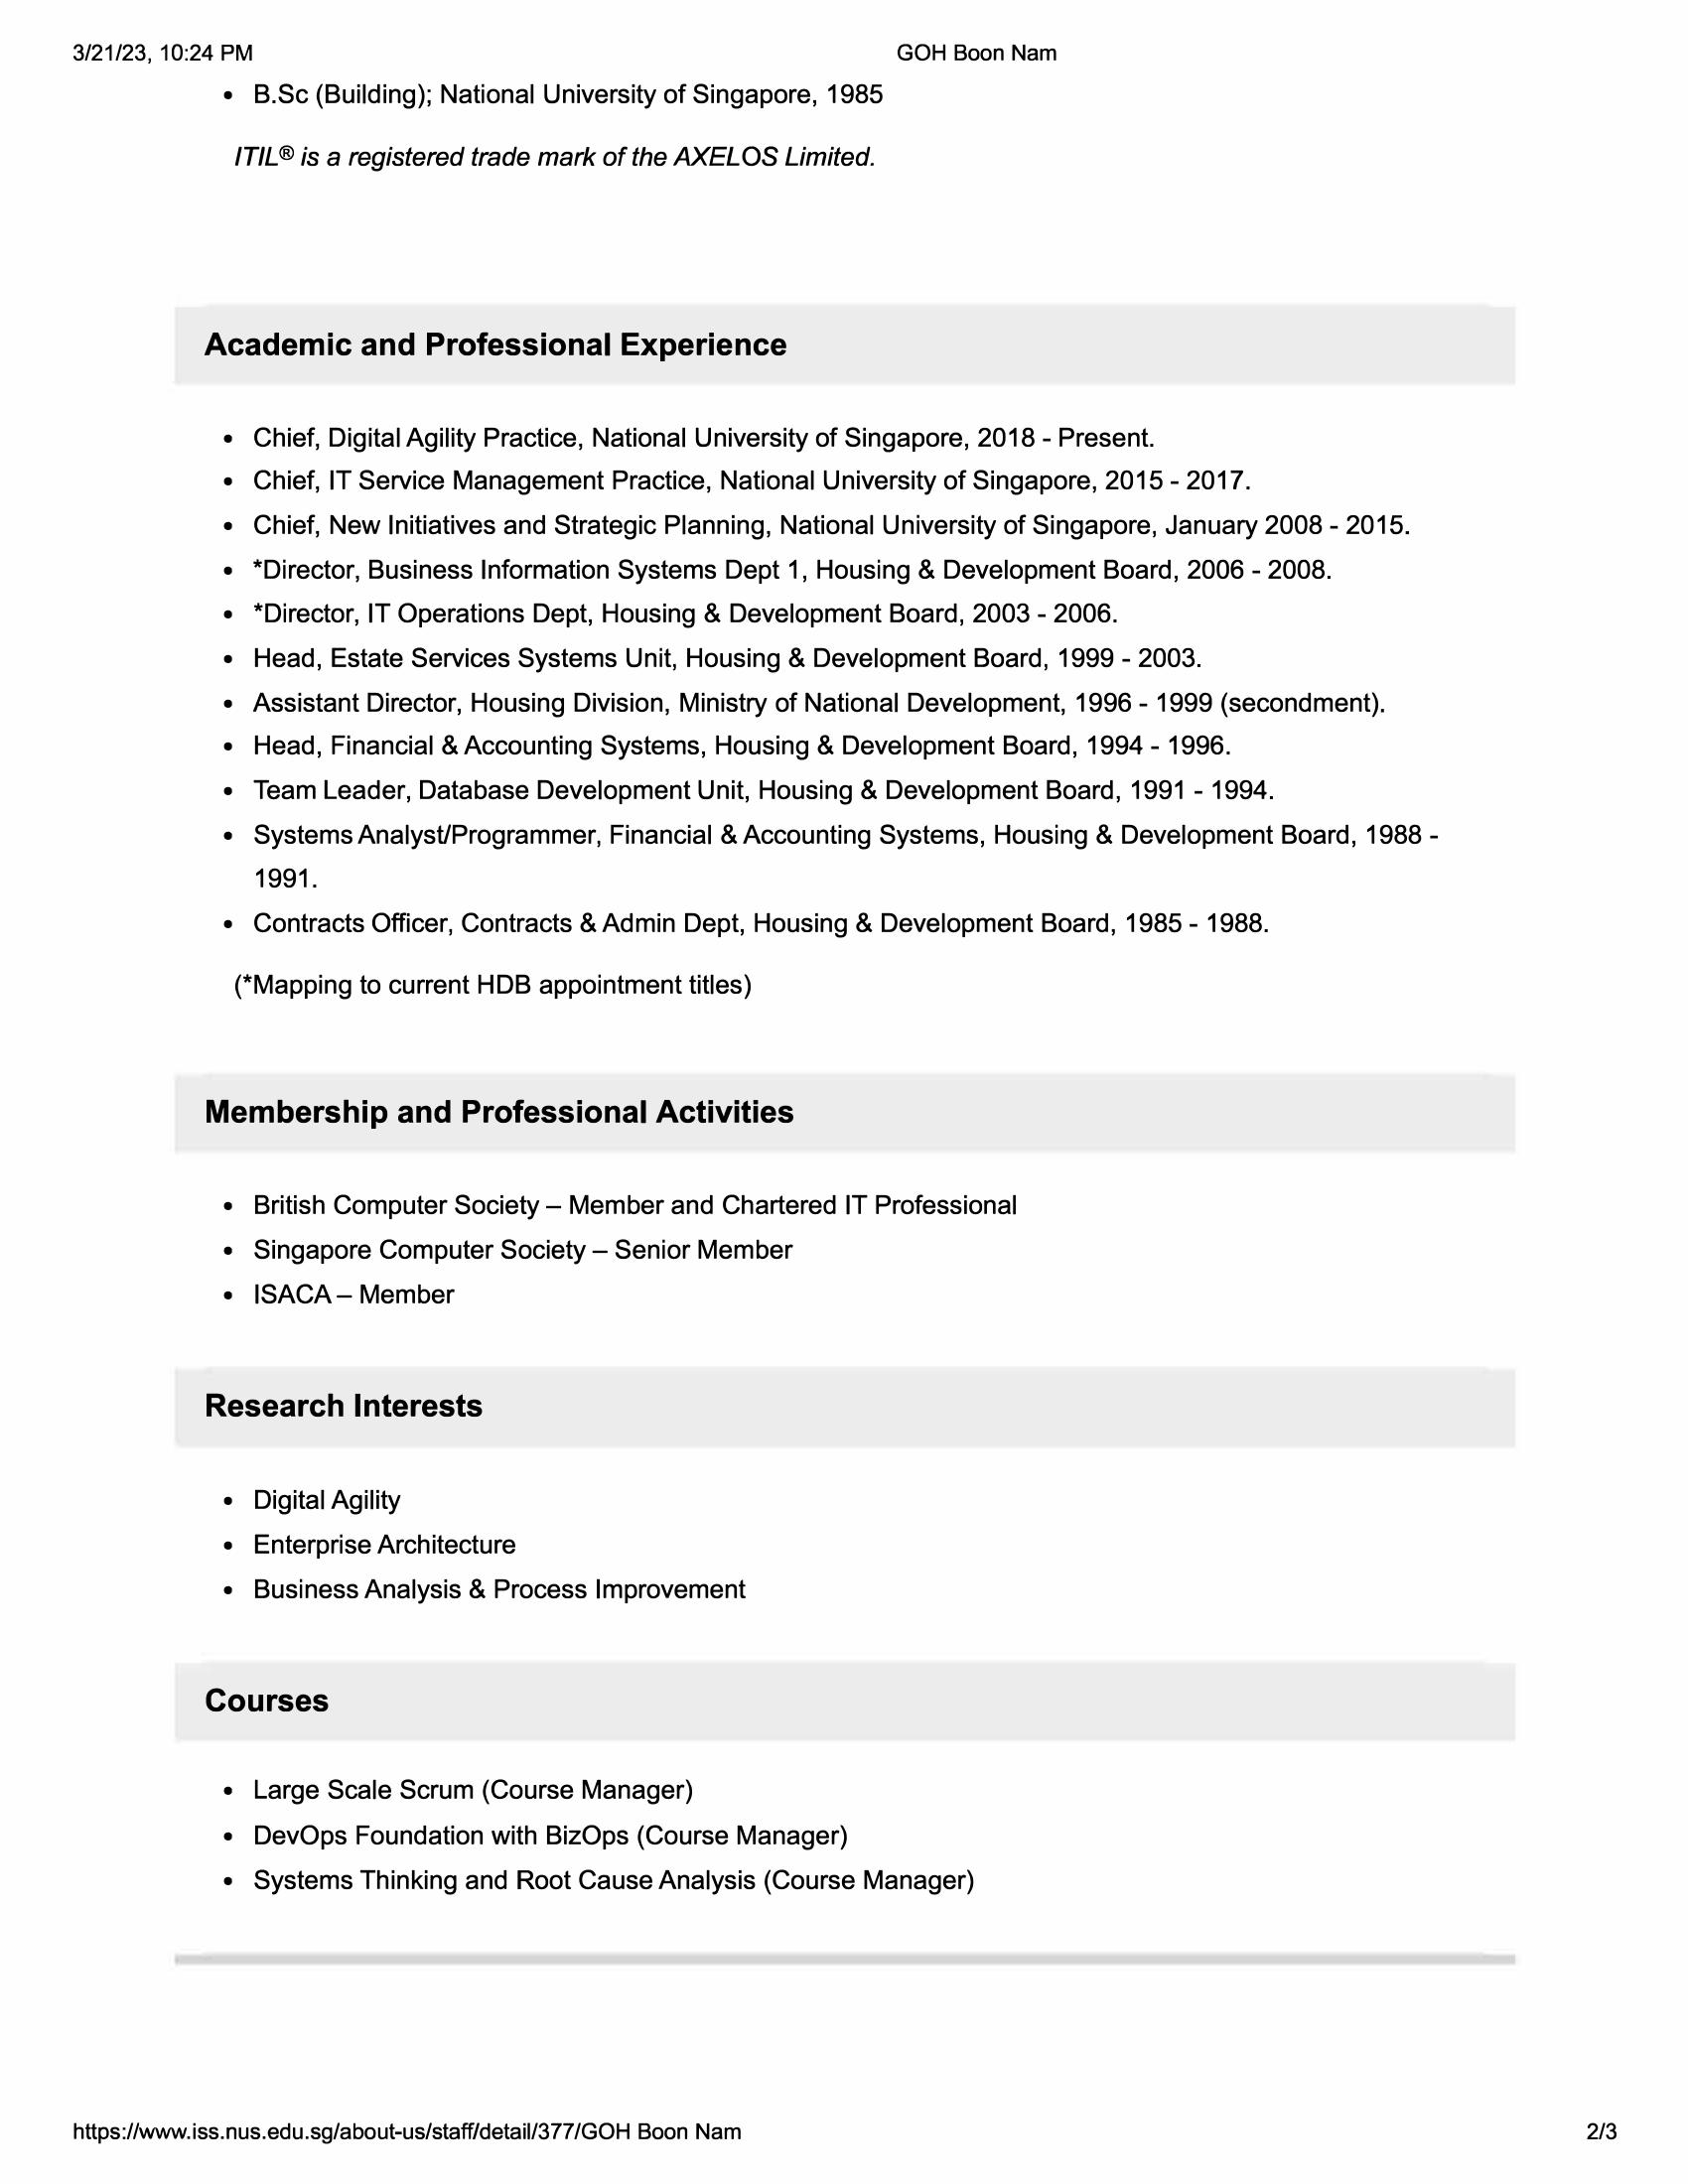 3/21/23, 10:24 PM GOH Boon Nam
• B.Sc (Building); National University of Singapore, 1985
ITIL® is a registered trade mark of the AXELOS Limited.
Academic and Professional Experience
• Chief, Digital Agility Practice, National University of Singapore, 2018 - Present.
• Chief, IT Service Management Practice, National University of Singapore, 2015 - 2017.
• Chief, New Initiatives and Strategic Planning, National University of Singapore, January 2008 - 2015.
• *Director, Business Information Systems Dept 1, Housing & Development Board, 2006 - 2008.
• *Director, IT Operations Dept, Housing & Development Board, 2003 - 2006.
• Head, Estate Services Systems Unit, Housing & Development Board, 1999 - 2003.
• Assistant Director, Housing Division, Ministry of National Development, 1996 - 1999 (secondment).
• Head, Financial & Accounting Systems, Housing & Development Board, 1994 - 1996.
• Team Leader, Database Development Unit, Housing & Development Board, 1991 - 1994.
• Systems Analyst/Programmer, Financial & Accounting Systems, Housing & Development Board, 1988 -
1991.
• Contracts Officer, Contracts & Admin Dept, Housing & Development Board, 1985 - 1988.
(*Mapping to current HDB appointment titles)
Membership and Professional Activities
• British Computer Society – Member and Chartered IT Professional
• Singapore Computer Society – Senior Member
• ISACA – Member
Research Interests
• Digital Agility
• Enterprise Architecture
• Business Analysis & Process Improvement
Courses
• Large Scale Scrum (Course Manager)
• DevOps Foundation with BizOps (Course Manager)
• Systems Thinking and Root Cause Analysis (Course Manager)
https://www.iss.nus.edu.sg/about-us/staff/detail/377/GOH Boon Nam 2/3